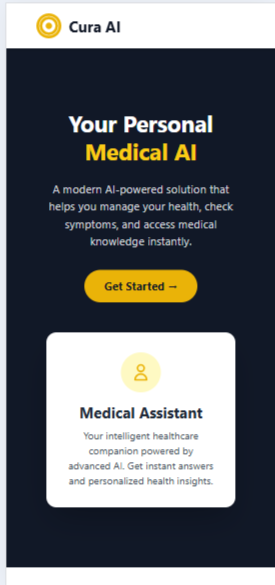 Cura AI
Your Personal
Medical AI
A modern AI-powered solution that
helps you manage your health, check
symptoms, and access medical
knowledge instantly.
Get Started →
Medical Assistant
Your intelligent healthcare
companion powered by
advanced AI. Get instant answers
and personalized health insights.